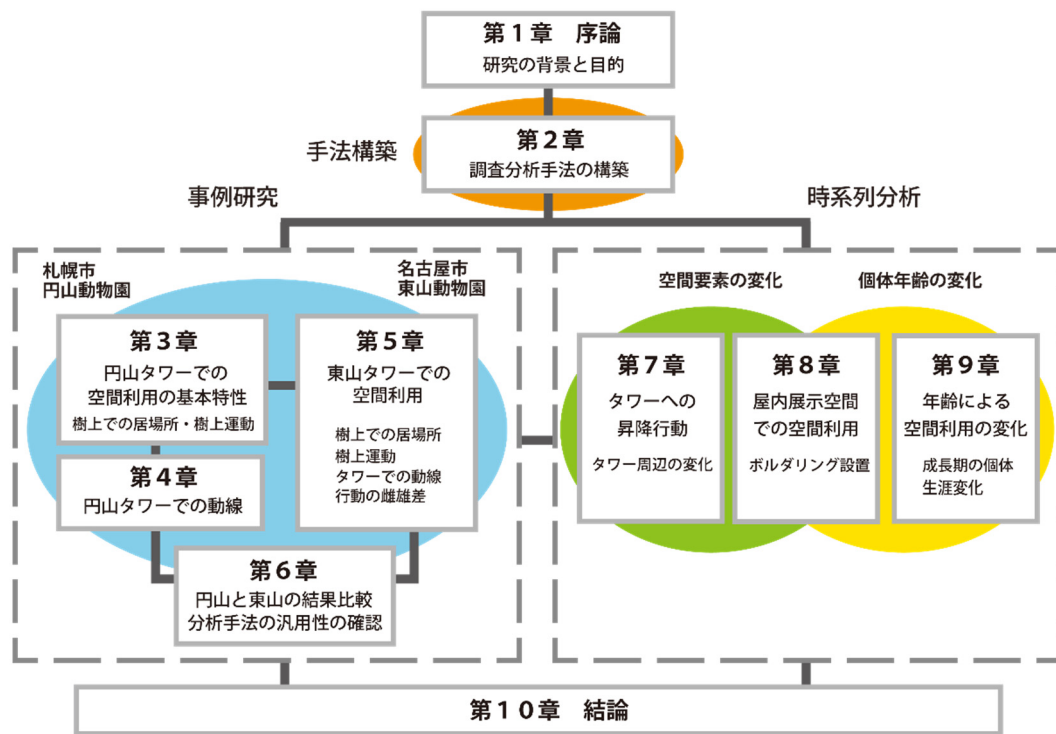 第１章　序論
研究の背景と目的
手法構築
第２章
調査分析手法の構築
事例研究
時系列分析
札幌市
円山動物園
名古屋市
東山動物園
第３章
円山タワーでの
空間利用の基本特性
樹上での居場所・樹上運動
第４章
円山タワーでの動線
第５章
東山タワーでの
空間利用
樹上での居場所
樹上運動
タワーでの動線
行動の雌雄差
第６章
円山と東山の結果比較
分析手法の汎用性の確認
空間要素の変化
個体年齢の変化
第７章
タワーへの
昇降行動
タワー周辺の変化
第８章
屋内展示空間
での空間利用
ボルダリング設置
第９章
年齢による
空間利用の変化
成長期の個体
生涯変化
第１０章　結論